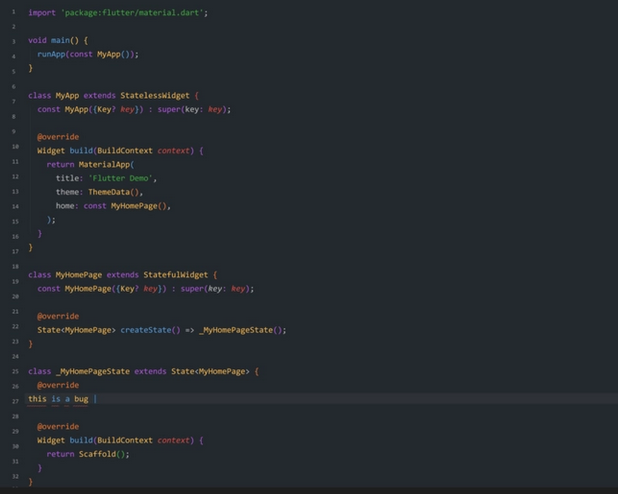 1 import 'package:flutter/material.dart';
2
3 void main() {
4 runApp(const MyApp());
5 }
6
7 class MyApp extends StatelessWidget {
8 const MyApp({Key? key}) : super(key: key);
9
10 @override
11 Widget build(BuildContext context) {
12 return MaterialApp(
13 title: 'Flutter Demo',
14 theme: ThemeData(),
15 home: const MyHomePage(),
16 );
17 }
18 }
19
20 class MyHomePage extends StatefulWidget {
21 const MyHomePage({Key? key}) : super(key: key);
22
23 @override
24 State<MyHomePage> createState() => _MyHomePageState();
25 }
26
27 class _MyHomePageState extends State<MyHomePage> {
28 @override
29 this is a bug
30
31 @override
32 Widget build(BuildContext context) {
return Scaffold();
}
}